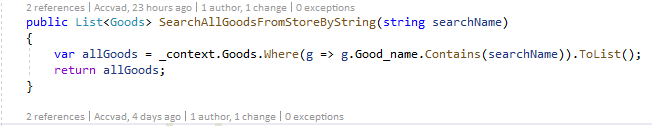 2 references | Accvad, 23 hours ago | 1 author, 1 change | 0 exceptions
public List<Goods> SearchAllGoodsFromStoreByString(string searchName)
{
var allGoods = _context.Goods.Where(g => g.Good_name.Contains(searchName)).ToList();
return allGoods;
}
2 references | Accvad, 4 days ago | 1 author, 1 change | 0 exceptions